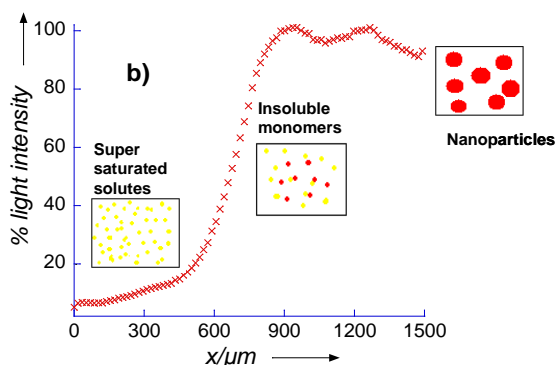 100
80
60
40
20
% light intensity
b)
Super
saturated
solutes
Insoluble
monomers
Nanoparticles
0
300
600
900
1200
1500
x/μm